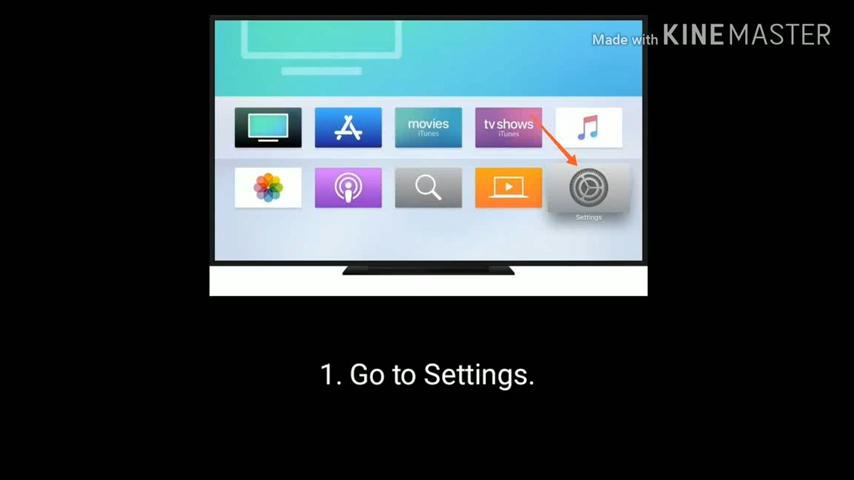 Made with KINEMASTER
movies
iTunes
tv shows
iTunes
Settings
1. Go to Settings.